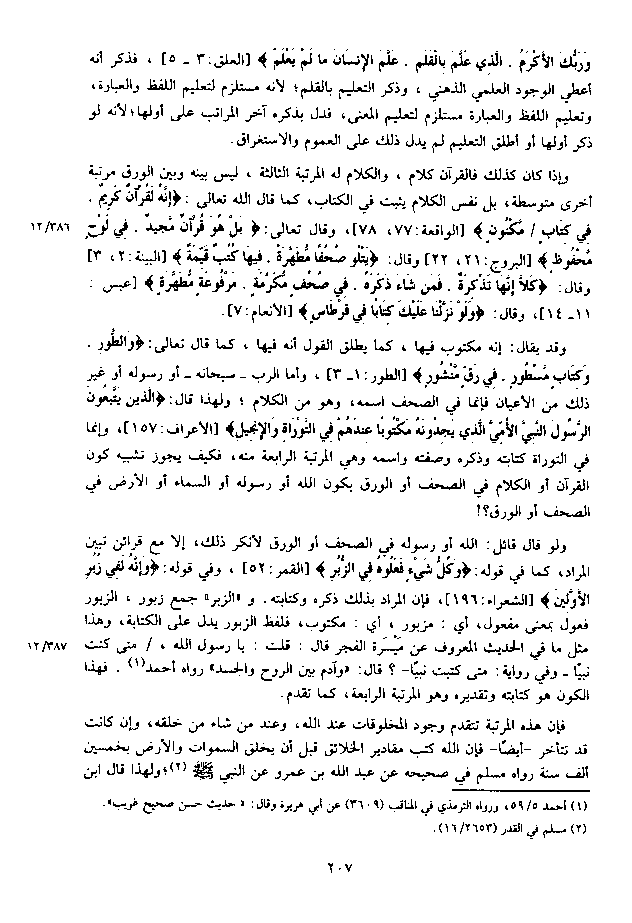 وَرَبُّكَ الأَكْرَمُ . الَّذِي عَلَّمَ بِالْقَلَمِ . عَلَّمَ الإِنسَانَ مَا لَمْ يَعْلَمْ ﴾ [العلق:٣ ـ ٥] ، فذكر أنه
أعطي الوجود العلمي الذهني ، وذكر التعليم بالقلم؛ لأنه مستلزم لتعليم اللفظ والعبارة،
وتعليم اللفظ والعبارة مستلزم لتعليم المعنى، فدل بذكره آخر المراتب على أولها؛ لأنه لو
ذكر أولها أو أطلق التعليم لم يدل ذلك على العموم والاستغراق.
وإذا كان كذلك فالقرآن كلام ، والكلام له المرتبة الثالثة ، ليس بينه وبين الورق مرتبة
أخرى متوسطة، بل نفس الكلام يثبت في الكتاب، كما قال الله تعالى : ﴿إِنَّهُ لَقُرْآنٌ كَرِيمٌ .
١٢/٣٨٦ فِي كِتَابٍ / مَّكْنُونٍ ﴾ [الواقعة:٧٧، ٧٨]، وقال تعالى: ﴿ بَلْ هُوَ قُرْآنٌ مَّجِيدٌ . فِي لَوْحٍ
مَّحْفُوظٍ ﴾ [البروج:٢١، ٢٢] وقال: ﴿يَتْلُو صُحُفًا مُّطَهَّرَةً . فِيهَا كُتُبٌ قَيِّمَةٌ ﴾ [البينة:٢، ٣]
وقال: ﴿كَلاَّ إِنَّهَا تَذْكِرَةٌ . فَمَن شَاءَ ذَكَرَهُ . فِي صُحُفٍ مُّكَرَّمَةٍ . مَرْفُوعَةٍ مُّطَهَّرَةٍ ﴾ [عبس :
١١ـ ١٤]، وقال: ﴿وَلَوْ نَزَّلْنَا عَلَيْكَ كِتَابًا فِي قِرْطَاسٍ﴾ [الأنعام:٧].
وقد يقال: إنه مكتوب فيها ، كما يطلق القول أنه فيها ، كما قال تعالى: ﴿وَالطُّورِ .
وَكِتَابٍ مَّسْطُورٍ . فِي رَقٍّ مَّنشُورٍ ﴾ [الطور:١ـ ٣] ، وأما الرب ـ سبحانه ـ أو رسوله أو غير
ذلك من الأعيان فإنما في الصحف اسمه، وهو من الكلام ؛ ولهذا قال: ﴿الَّذِينَ يَتَّبِعُونَ
الرَّسُولَ النَّبِيَّ الأُمِّيَّ الَّذِي يَجِدُونَهُ مَكْتُوبًا عِندَهُمْ فِي التَّوْرَاةِ وَالإِنجِيلِ﴾ [الأعراف:١٥٧]، وإنما
في التوراة كتابته وذكره وصفته واسمه وهي المرتبة الرابعة منه، فكيف يجوز تشبيه كون
القرآن أو الكلام في الصحف أو الورق بكون الله أو رسوله أو السماء أو الأرض في
الصحف أو الورق؟!
ولو قال قائل: الله أو رسوله في الصحف أو الورق لأنكر ذلك، إلا مع قرائن تبين
المراد، كما في قوله: ﴿وَكُلُّ شَيْءٍ فَعَلُوهُ فِي الزُّبُرِ ﴾ [القمر:٥٢] ، وفي قوله: ﴿وَإِنَّهُ لَفِي زُبُرِ
الأَوَّلِينَ ﴾ [الشعراء:١٩٦]، فإن المراد بذلك ذكره وكتابته. و «الزبر» جمع زبور ، الزبور
فعول بمعنى مفعول، أي : مزبور ، أي : مكتوب، فلفظ الزبور يدل على الكتابة، وهذا
١٢/٣٨٧ مثل ما في الحديث المعروف عن مَيْسَرة الفجر قال : قلت : يا رسول الله ، / متى كنت
نبيًا ـ وفي رواية: متى كتبت نبيًا ـ؟ قال: «وآدم بين الروح والجسد» رواه أحمد(١) . فهذا
الكون هو كتابته وتقديره وهو المرتبة الرابعة، كما تقدم.
فإن هذه المرتبة تتقدم وجود المخلوقات عند الله، وعند من شاء من خلقه، وإن كانت
قد تتأخر -أيضًا- فإن الله كتب مقادير الخلائق قبل أن يخلق السموات والأرض بخمسين
ألف سنة رواه مسلم في صحيحه عن عبد الله بن عمرو عن النبي ﷺ (٢)؛ولهذا قال ابن
(١) أحمد ٥/ ٥٩، ورواه الترمذي في المناقب (٣٦٠٩) عن أبي هريرة وقال: « حديث حسن صحيح غريب».
(٢) مسلم في القدر (٢٦٥٣/ ١٦).
٢٠٧